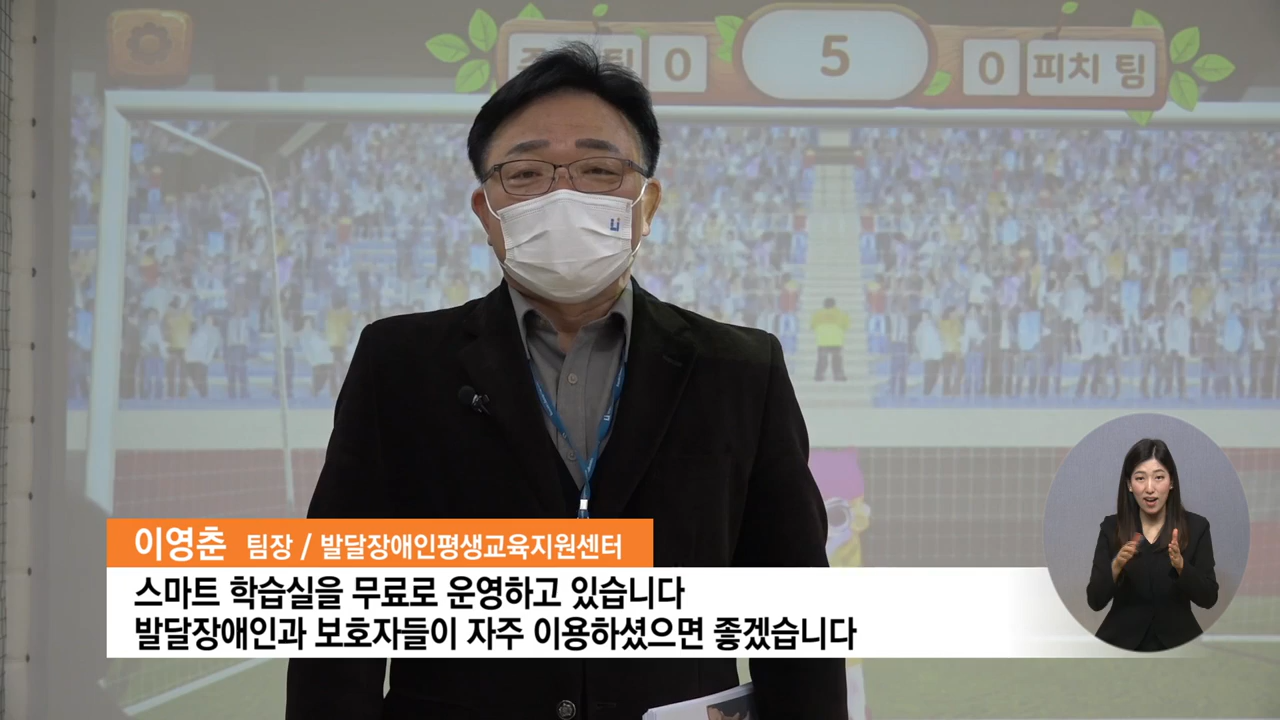 0
5
0
피치 팅
이영춘 팀장 / 발달장애인평생교육지원센터
스마트 학습실을 무료로 운영하고 있습니다
발달장애인과 보호자들이 자주 이용하셨으면 좋겠습니다